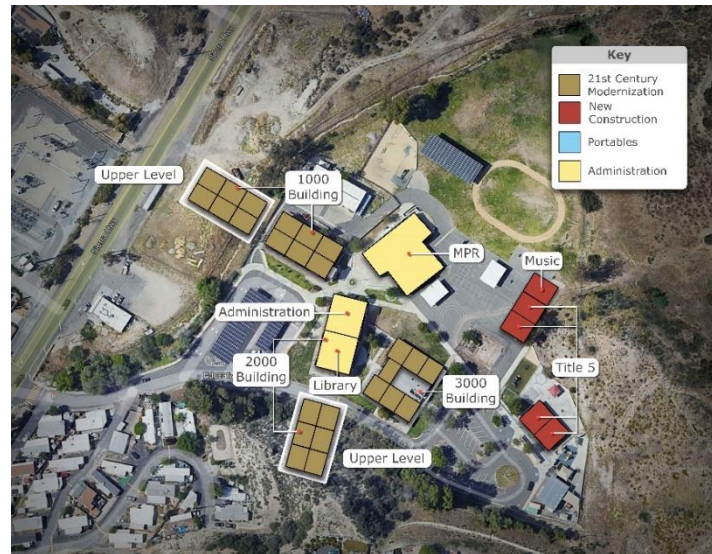 Key
21st Century
Modernization
New
Construction
Portables
Administration
Upper Level
1000
Building
MPR
Music
Administration
2000
Building
Library
3000
Building
Title 5
Upper Level